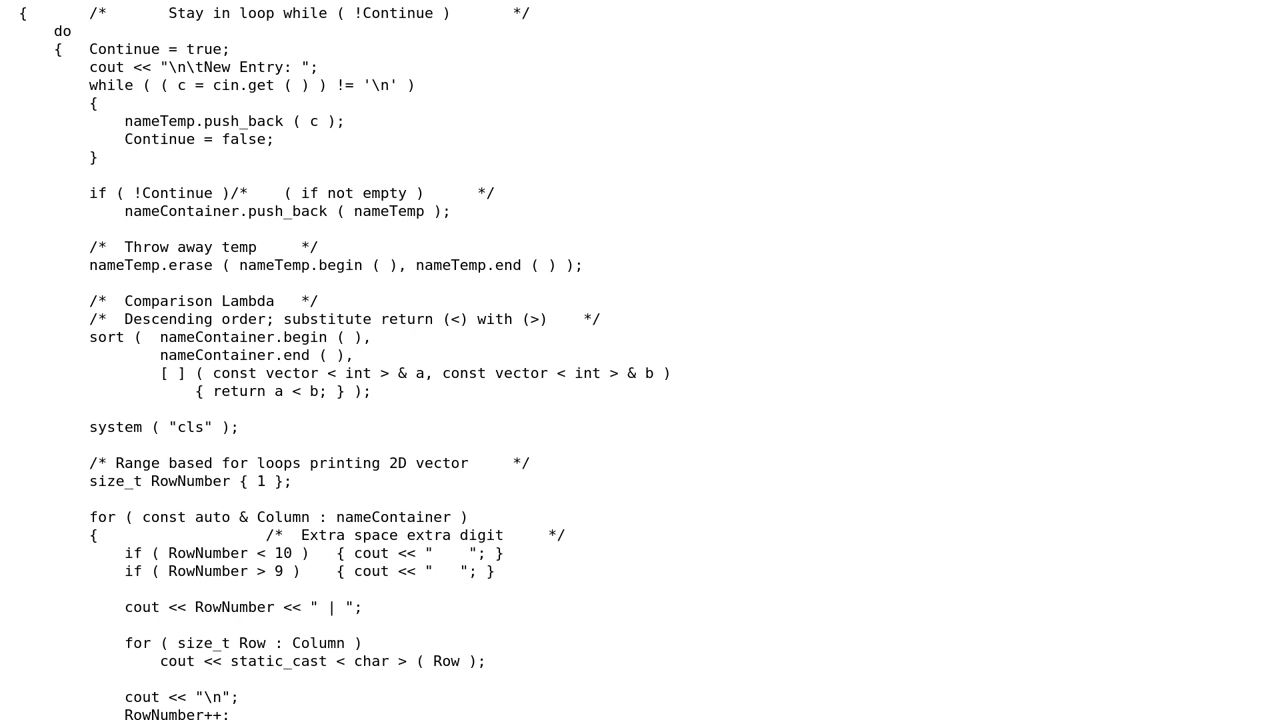 {       /*       Stay in loop while ( !Continue )       */
    do
    {   Continue = true;
        cout << "\n\tNew Entry: ";
        while ( ( c = cin.get ( ) ) != '\n' )
        {
            nameTemp.push_back ( c );
            Continue = false;
        }

        if ( !Continue )/*    ( if not empty )      */
            nameContainer.push_back ( nameTemp );

        /*  Throw away temp     */
        nameTemp.erase ( nameTemp.begin ( ), nameTemp.end ( ) );

        /*  Comparison Lambda   */
        /*  Descending order; substitute return (<) with (>)    */
        sort (  nameContainer.begin ( ),
                nameContainer.end ( ),
                [ ] ( const vector < int > & a, const vector < int > & b )
                    { return a < b; } );

        system ( "cls" );

        /* Range based for loops printing 2D vector     */
        size_t RowNumber { 1 };

        for ( const auto & Column : nameContainer )
        {                   /*  Extra space extra digit     */
            if ( RowNumber < 10 )   { cout << "    "; }
            if ( RowNumber > 9 )    { cout << "   "; }

            cout << RowNumber << " | ";

            for ( size_t Row : Column )
                cout << static_cast < char > ( Row );

            cout << "\n";
            RowNumber++;